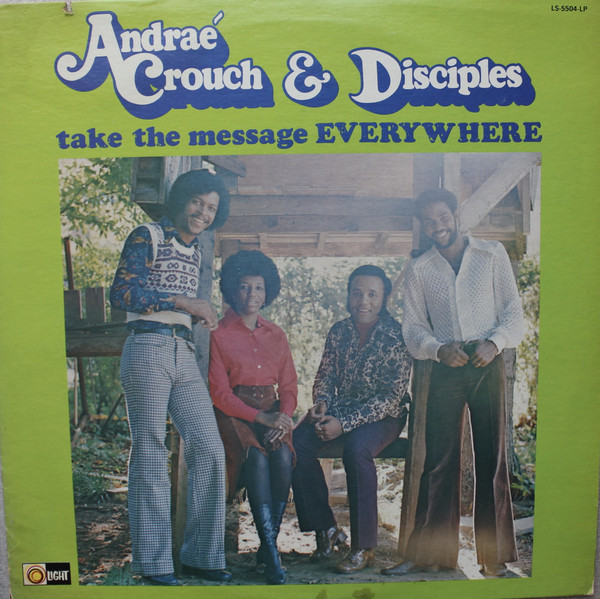 LS-5504-LP
Andraé
Crouch & Disciples
take the message EVERYWHERE
LIGHT